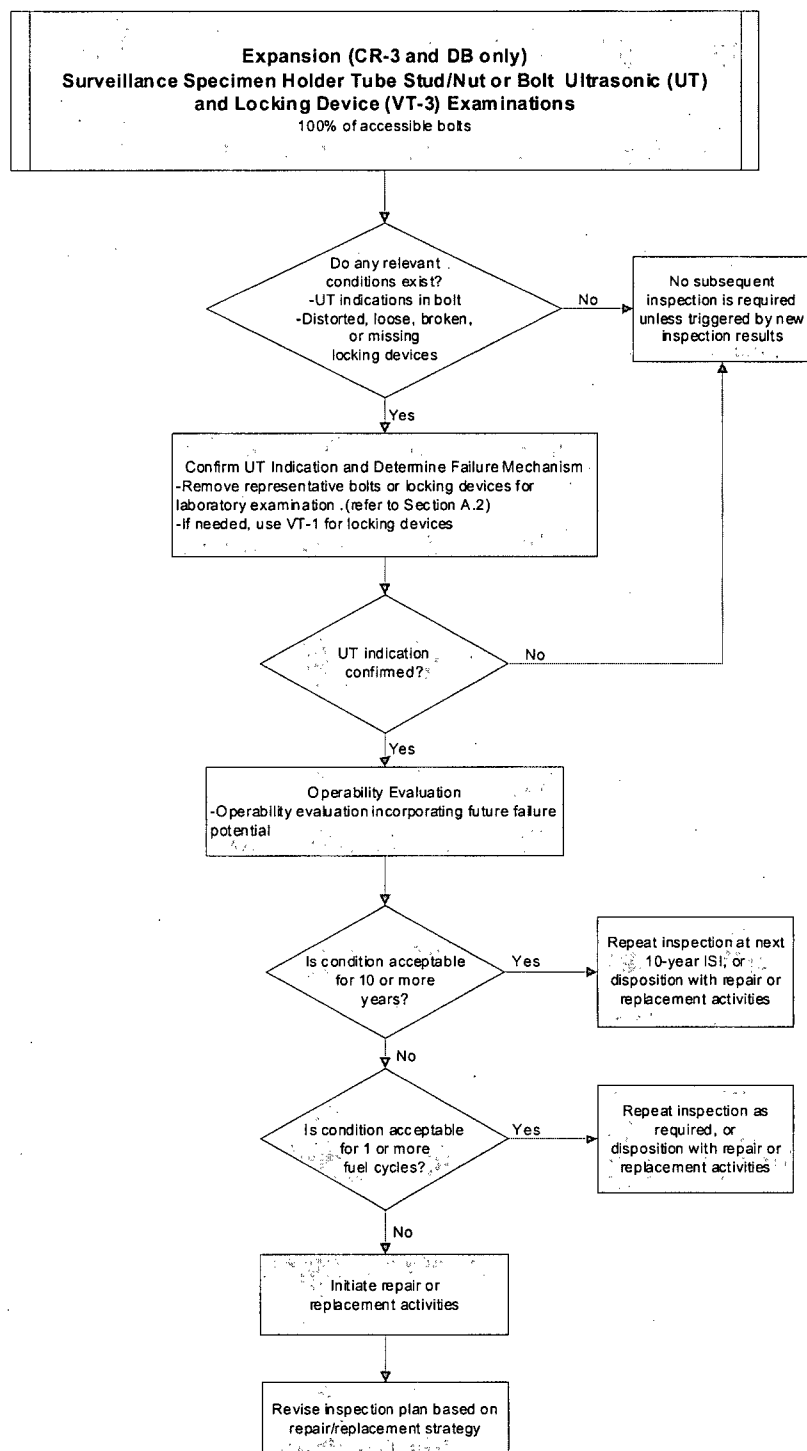 Expansion (CR-3 and DB only)
Surveillance Specimen Holder Tube Stud/Nut or Bolt Ultrasonic (UT)
and Locking Device (VT-3) Examinations
100% of accessible bolts
Do any relevant
conditions exist?
-UT indications in bolt
-Distorted, loose, broken,
or missing
locking devices
No
No subsequent
inspection is required
unless triggered by new
inspection results
Yes
Confirm UT Indication and Determine Failure Mechanism
-Remove representative bolts or locking devices for
laboratory examination .(refer to Section A.2)
-If needed, use VT-1 for locking devices
UT indication
confirmed?
No
Yes
Operability Evaluation
-Operability evaluation incorporating future failure
potential
Is condition acceptable
for 10 or more
years?
Yes
Repeat inspection at next
10-year ISI, or
disposition with repair or
replacement activities
No
Is condition acceptable
for 1 or more
fuel cycles?
Yes
Repeat inspection as
required, or
disposition with repair or
replacement activities
No
Initiate repair or
replacement activities
Revise inspection plan based on
repair/replacement strategy